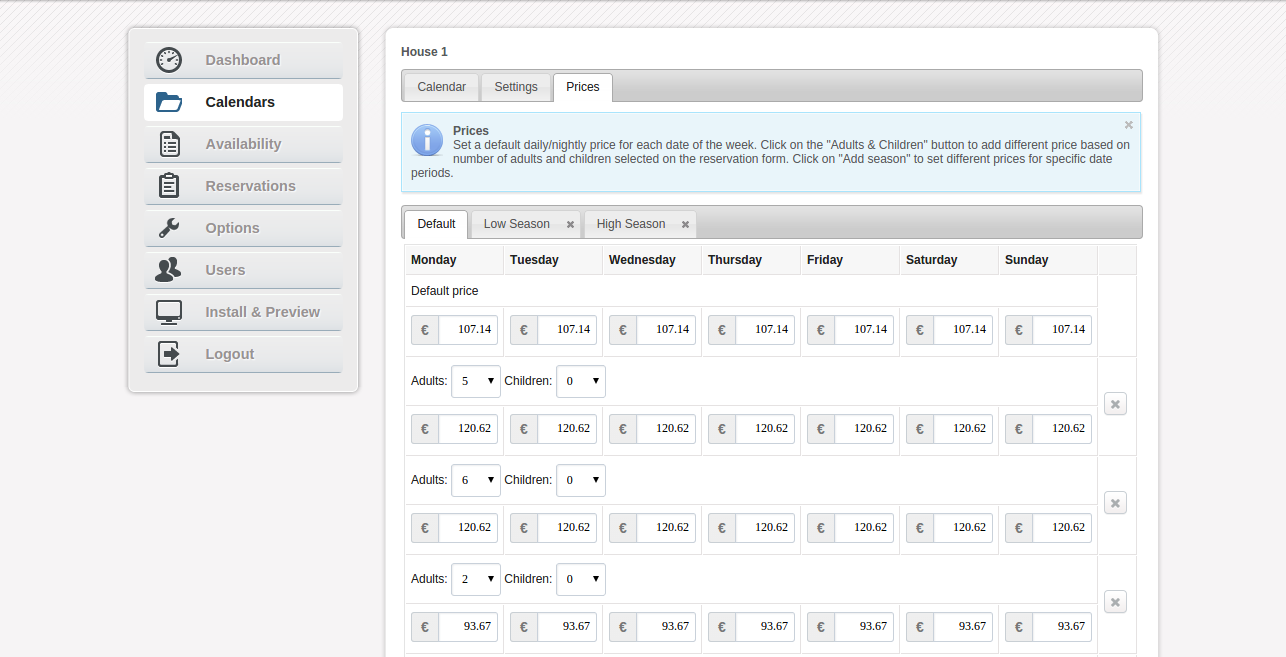 Dashboard
Calendars
Availability
Reservations
Options
Users
Install & Preview
Logout
House 1
Calendar Settings Prices
Prices
Set a default daily/nightly price for each date of the week. Click on the "Adults & Children" button to add different price based on
number of adults and children selected on the reservation form. Click on "Add season" to set different prices for specific date
periods.
Default Low Season High Season
Monday Tuesday Wednesday Thursday Friday Saturday Sunday
Default price
€ 107.14 € 107.14 € 107.14 € 107.14 € 107.14 € 107.14 € 107.14
Adults: 5 Children: 0
€ 120.62 € 120.62 € 120.62 € 120.62 € 120.62 € 120.62 € 120.62
Adults: 6 Children: 0
€ 120.62 € 120.62 € 120.62 € 120.62 € 120.62 € 120.62 € 120.62
Adults: 2 Children: 0
€ 93.67 € 93.67 € 93.67 € 93.67 € 93.67 € 93.67 € 93.67